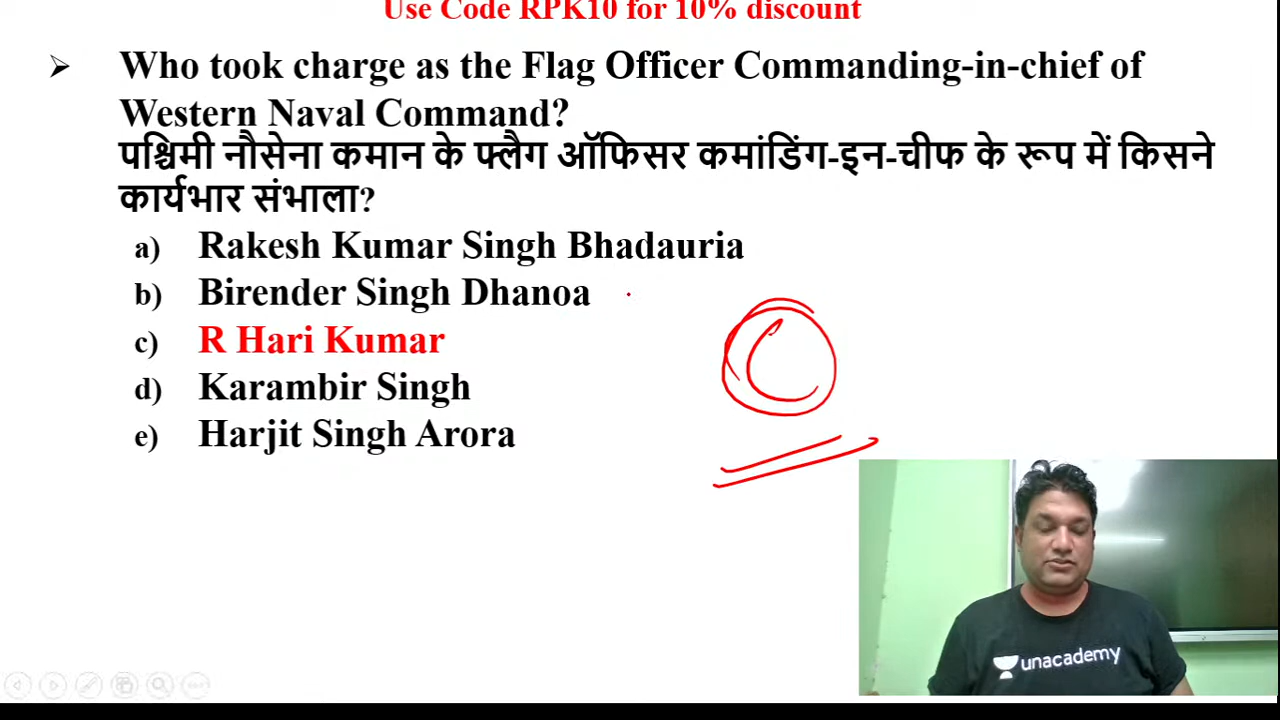 Use Code RPK10 for 10% discount
➢ Who took charge as the Flag Officer Commanding-in-chief of
Western Naval Command?
पश्चिमी नौसेना कमान के फ्लैग ऑफिसर कमांडिंग-इन-चीफ के रूप में किसने
कार्यभार संभाला?
a) Rakesh Kumar Singh Bhadauria
b) Birender Singh Dhanoa
c) R Hari Kumar
d) Karambir Singh
e) Harjit Singh Arora
unacademy